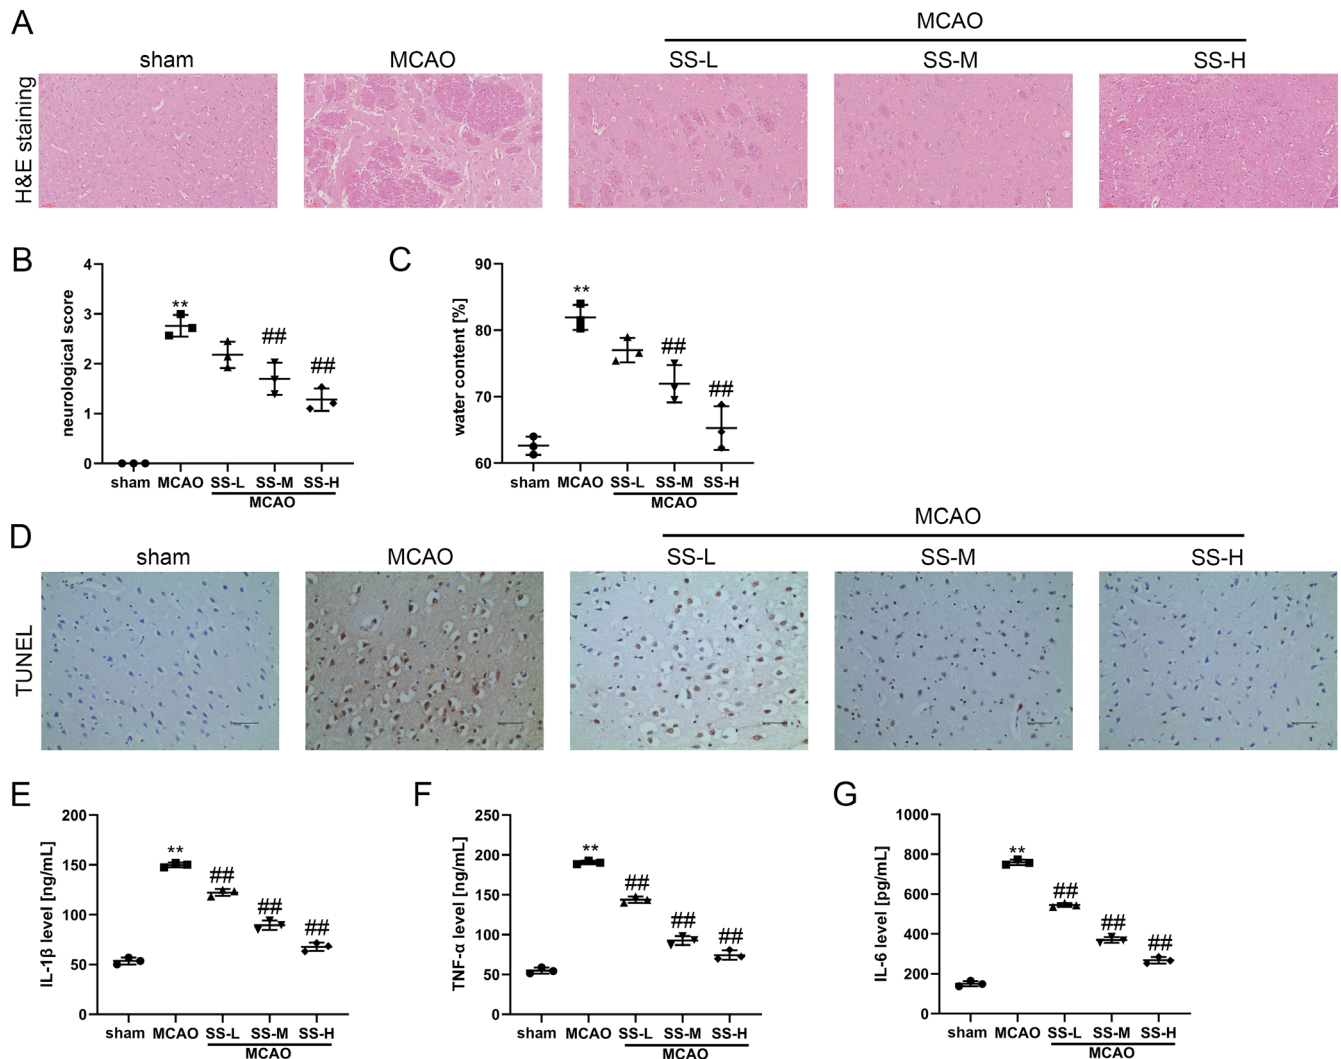 A
MCAO
sham MCAO SS-L SS-M SS-H
H&E staining
B
4
3
2
1
0
neurological score
**
##
##
sham MCAO SS-L SS-M SS-H
MCAO
C
90
80
70
60
water content [%]
**
##
##
sham MCAO SS-L SS-M SS-H
MCAO
D
MCAO
sham MCAO SS-L SS-M SS-H
TUNEL
E
200
150
100
50
0
IL-1β level [ng/mL]
**
##
##
##
sham MCAO SS-L SS-M SS-H
MCAO
F
250
200
150
100
50
0
TNF-α level [ng/mL]
**
##
##
##
sham MCAO SS-L SS-M SS-H
MCAO
G
1000
800
600
400
200
0
IL-6 level [pg/mL]
**
##
##
##
sham MCAO SS-L SS-M SS-H
MCAO